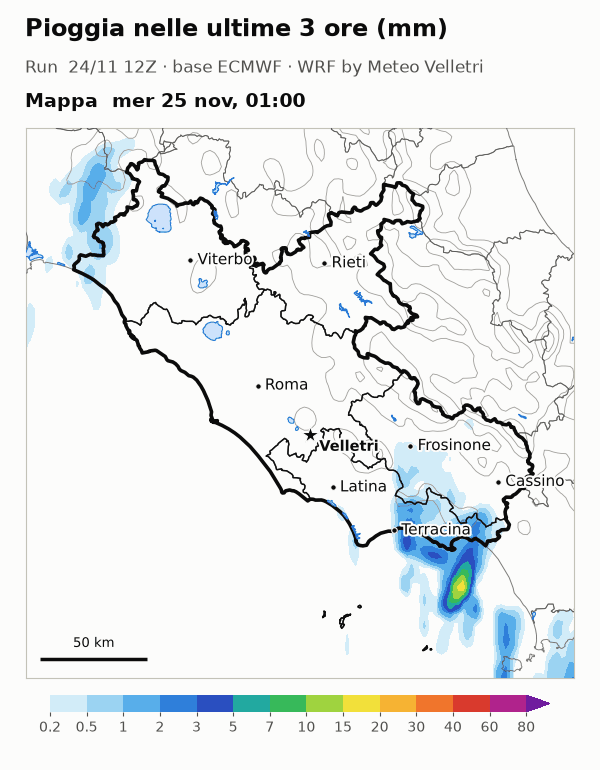 Pioggia nelle ultime 3 ore (mm)
Run  24/11 12Z · base ECMWF · WRF by Meteo Velletri
Mappa  mer 25 nov, 01:00
Viterbo
Rieti
Roma
Velletri
Frosinone
Latina
Cassino
Terracina
50 km
0.2 0.5 1 2 3 5 7 10 15 20 30 40 60 80